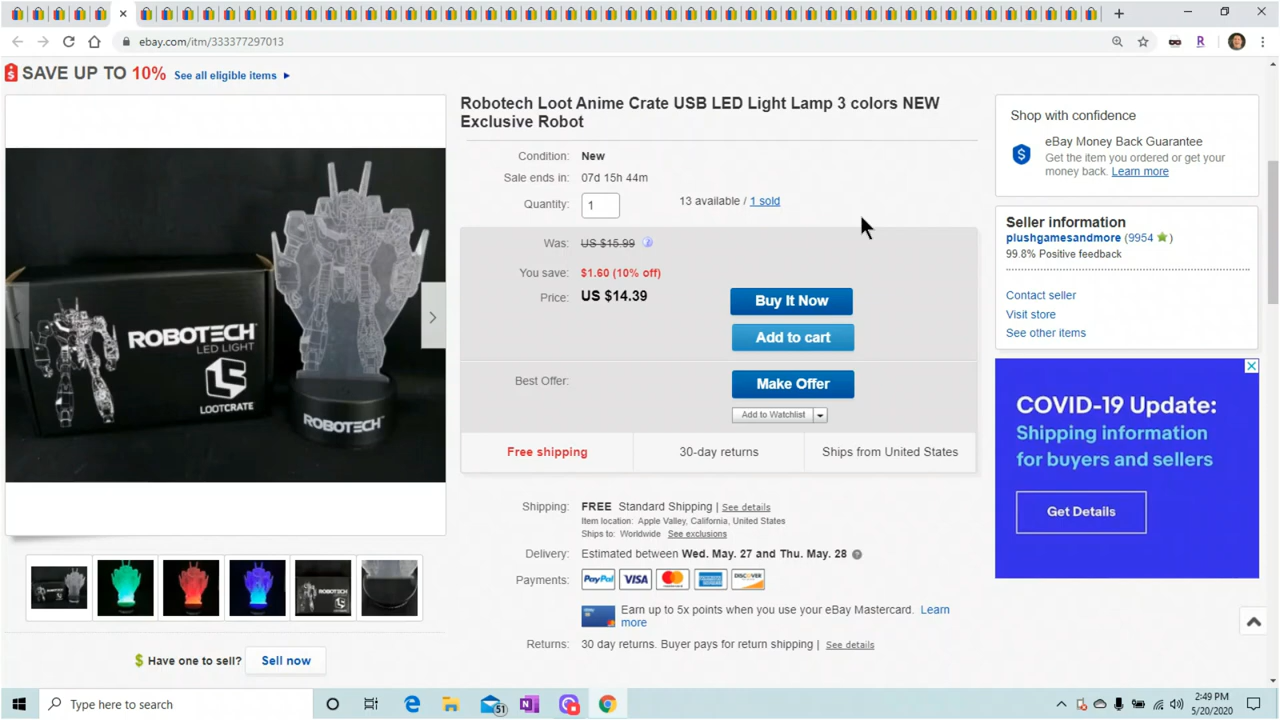 ebay.com/itm/333377297013
R
SAVE UP TO 10% See all eligible items
ROBOTECH
LED LIGHT
LOOTCRATE
ROBOTECH
Have one to sell? Sell now
Robotech Loot Anime Crate USB LED Light Lamp 3 colors NEW
Exclusive Robot
Condition: New
Sale ends in: 07d 15h 44m
Quantity: 1 13 available / 1 sold
Was: US $15.99
You save: $1.60 (10% off)
Price: US $14.39
Buy It Now
Add to cart
Best Offer:
Make Offer
Add to Watchlist
Free shipping 30-day returns Ships from United States
Shipping: FREE Standard Shipping | See details
Item location: Apple Valley, California, United States
Ships to: Worldwide See exclusions
Delivery: Estimated between Wed. May. 27 and Thu. May. 28
Payments: PayPal VISA DISCOVER
Earn up to 5x points when you use your eBay Mastercard. Learn
more
Returns: 30 day returns. Buyer pays for return shipping | See details
Shop with confidence
eBay Money Back Guarantee
Get the item you ordered or get your
money back. Learn more
Seller information
plushgamesandmore (9954 )
99.8% Positive feedback
Contact seller
Visit store
See other items
COVID-19 Update:
Shipping information
for buyers and sellers
Get Details
Type here to search
51
2:49 PM
5/20/2020